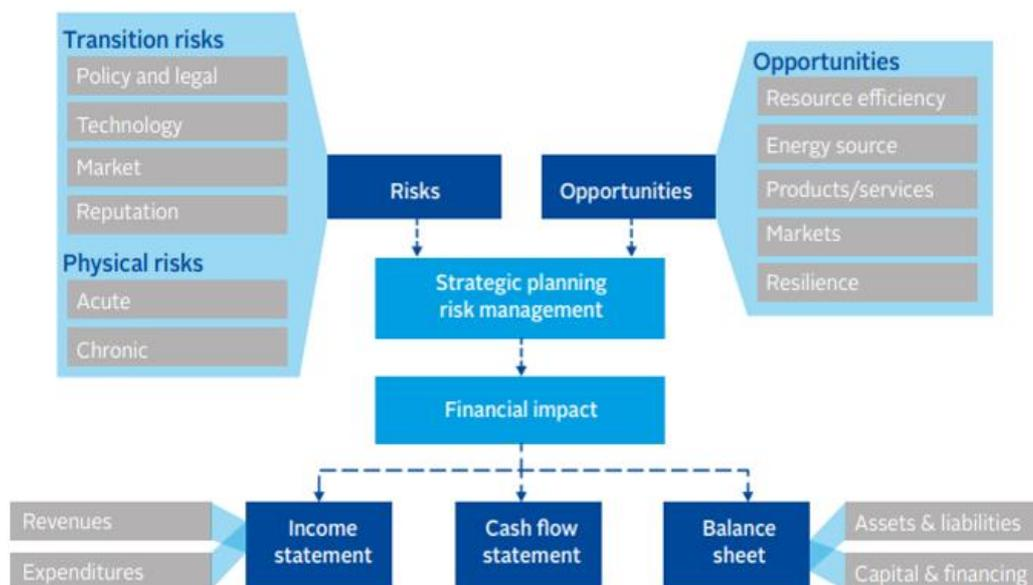 Transition risks
Policy and legal
Technology
Market
Reputation
Physical risks
Acute
Chronic
Risks
Opportunities
Opportunities
Resource efficiency
Energy source
Products/services
Markets
Resilience
Strategic planning
risk management
Financial impact
Revenues
Expenditures
Income
statement
Cash flow
statement
Balance
sheet
Assets & liabilities
Capital & financing